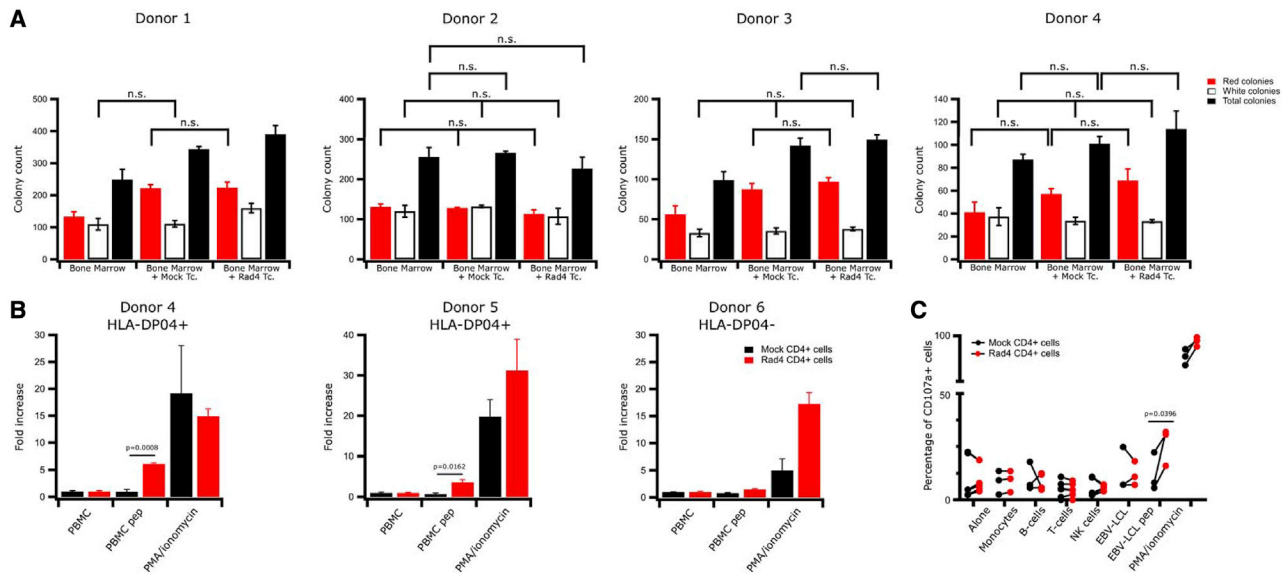 A
Donor 1
Donor 2
Donor 3
Donor 4
n.s.
n.s.
n.s.
n.s.
n.s.
n.s.
n.s.
n.s.
n.s.
n.s.
n.s.
n.s.
n.s.
n.s.
Red colonies
White colonies
Total colonies
Colony count
500
400
300
200
100
0
Bone Marrow
Bone Marrow
+ Mock Tc.
Bone Marrow
+ Rad4 Tc.
Colony count
400
300
200
100
0
Bone Marrow
Bone Marrow
+ Mock Tc.
Bone Marrow
+ Rad4 Tc.
Colony count
200
150
100
50
0
Bone Marrow
Bone Marrow
+ Mock Tc.
Bone Marrow
+ Rad4 Tc.
Colony count
140
120
100
80
60
40
20
0
Bone Marrow
Bone Marrow
+ Mock Tc.
Bone Marrow
+ Rad4 Tc.
B
Donor 4
HLA-DP04+
Fold increase
30
25
20
15
10
5
0
p=0.0008
PBMC
PBMC pep
PMA/ionomycin
Donor 5
HLA-DP04+
Fold increase
40
30
20
10
0
p=0.0162
PBMC
PBMC pep
PMA/ionomycin
Donor 6
HLA-DP04-
Mock CD4+ cells
Rad4 CD4+ cells
Fold increase
30
25
20
15
10
5
0
PBMC
PBMC pep
PMA/ionomycin
C
Mock CD4+ cells
Rad4 CD4+ cells
Percentage of CD107a+ cells
100
50
50
0
p=0.0396
Alone
Monocytes
B-cells
T-cells
NK cells
EBV-LCL
EBV-LCL pep
PMA/ionomycin